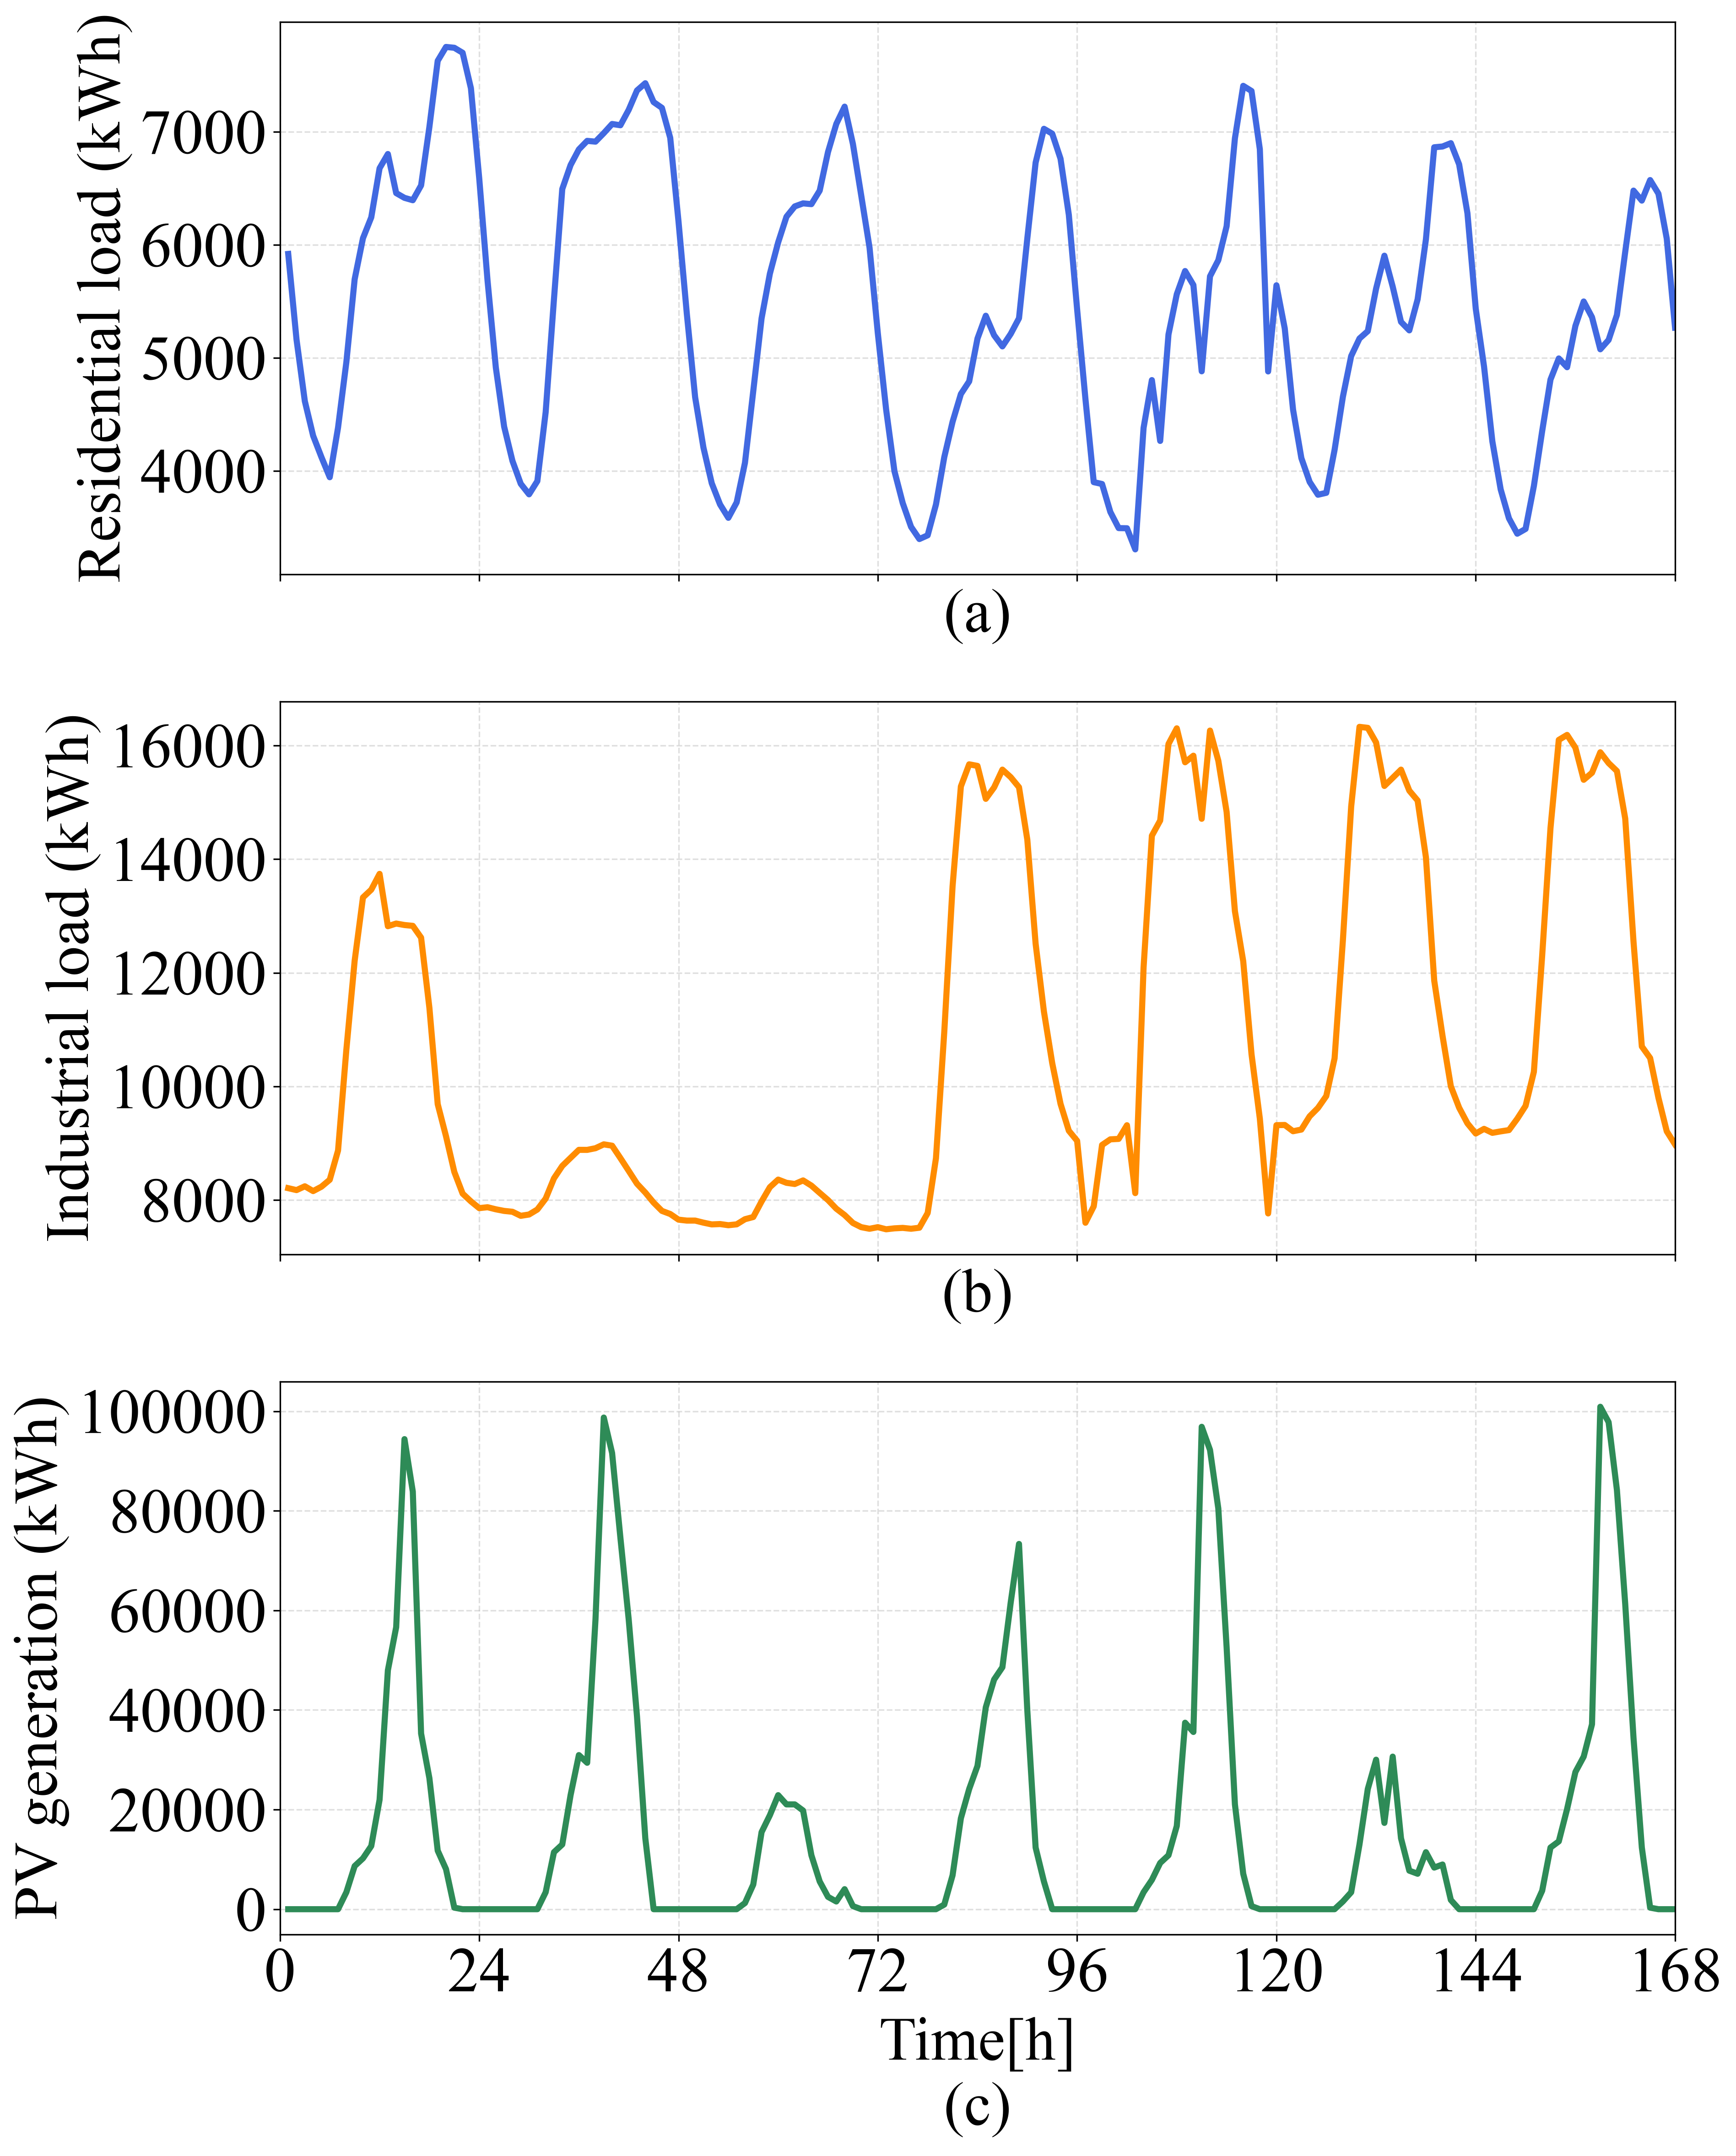 Residential load (kWh)
7000
6000
5000
4000
(a)
Industrial load (kWh)
16000
14000
12000
10000
8000
(b)
PV generation (kWh)
100000
80000
60000
40000
20000
0
0 24 48 72 96 120 144 168
Time[h]
(c)